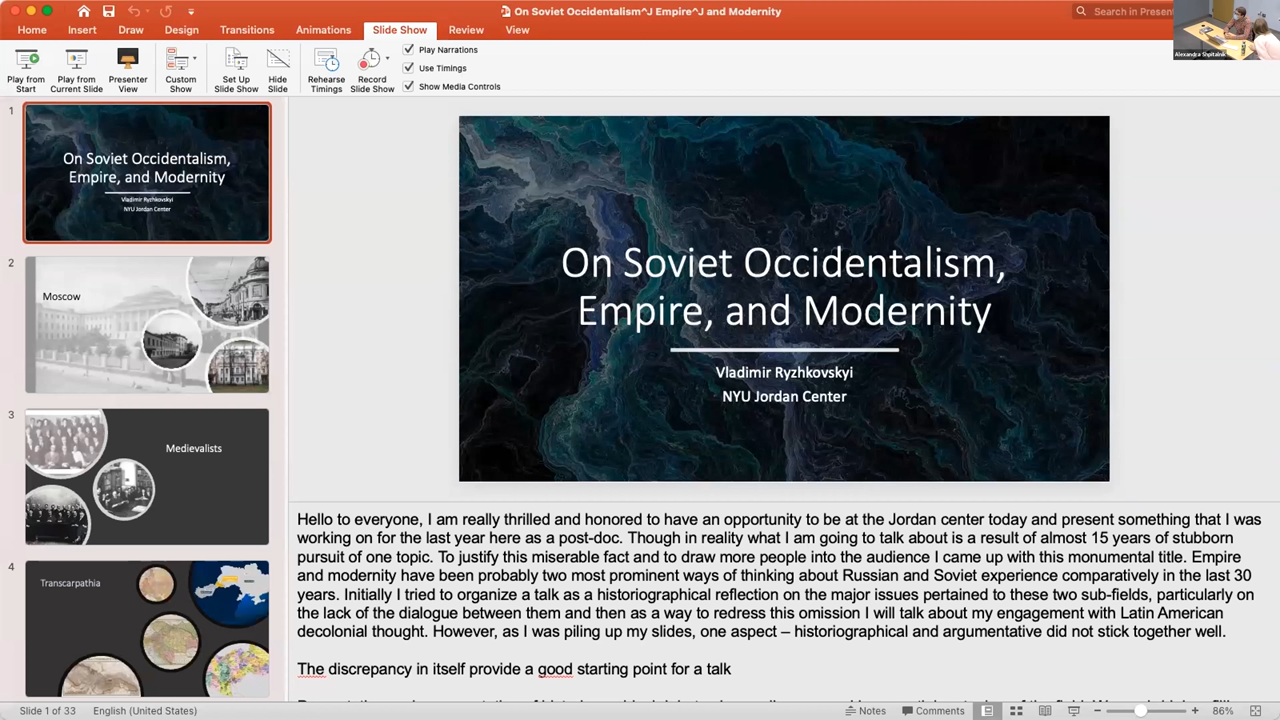 On Soviet Occidentalism^J Empire^J and Modernity
Search in Present
Home Insert Draw Design Transitions Animations Slide Show Review View
Play from Start
Play from Current Slide
Presenter View
Custom Show
Set Up Slide Show
Hide Slide
Rehearse Timings
Record Slide Show
Play Narrations
Use Timings
Show Media Controls
Alexandra Shpitalnik
1
On Soviet Occidentalism,
Empire, and Modernity
Vladimir Ryzhkovskyi
NYU Jordan Center
2
Moscow
3
Medievalists
4
Transcarpathia
On Soviet Occidentalism,
Empire, and Modernity
Vladimir Ryzhkovskyi
NYU Jordan Center
Hello to everyone, I am really thrilled and honored to have an opportunity to be at the Jordan center today and present something that I was
working on for the last year here as a post-doc. Though in reality what I am going to talk about is a result of almost 15 years of stubborn
pursuit of one topic. To justify this miserable fact and to draw more people into the audience I came up with this monumental title. Empire
and modernity have been probably two most prominent ways of thinking about Russian and Soviet experience comparatively in the last 30
years. Initially I tried to organize a talk as a historiographical reflection on the major issues pertained to these two sub-fields, particularly on
the lack of the dialogue between them and then as a way to redress this omission I will talk about my engagement with Latin American
decolonial thought. However, as I was piling up my slides, one aspect – historiographical and argumentative did not stick together well.
The discrepancy in itself provide a good starting point for a talk
Slide 1 of 33 English (United States) Notes Comments 86%